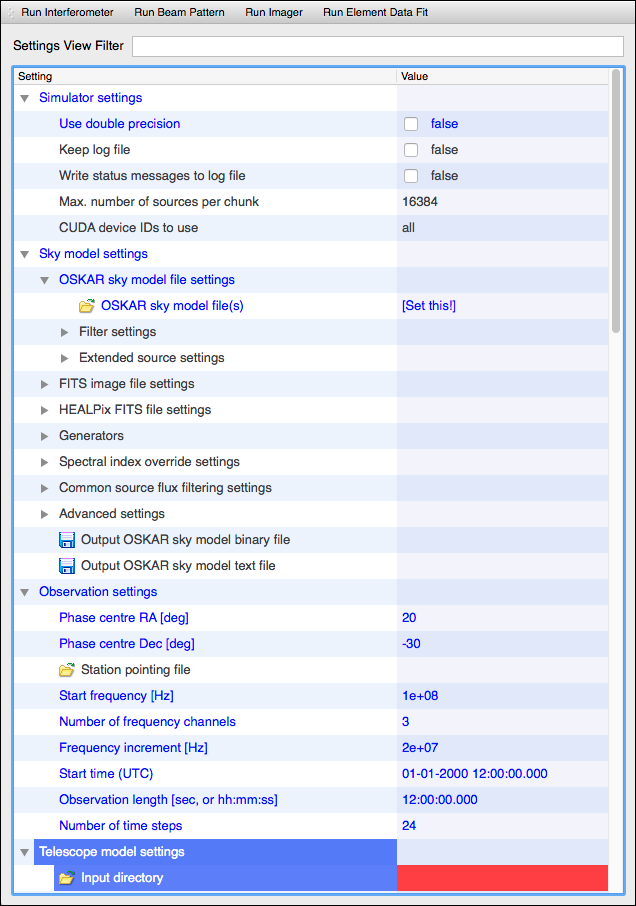 Run Interferometer Run Beam Pattern Run Imager Run Element Data Fit
Settings View Filter
Setting Value
Simulator settings
Use double precision false
Keep log file false
Write status messages to log file false
Max. number of sources per chunk 16384
CUDA device IDs to use all
Sky model settings
OSKAR sky model file settings
OSKAR sky model file(s) [Set this!]
Filter settings
Extended source settings
FITS image file settings
HEALPix FITS file settings
Generators
Spectral index override settings
Common source flux filtering settings
Advanced settings
Output OSKAR sky model binary file
Output OSKAR sky model text file
Observation settings
Phase centre RA [deg] 20
Phase centre Dec [deg] -30
Station pointing file
Start frequency [Hz] 1e+08
Number of frequency channels 3
Frequency increment [Hz] 2e+07
Start time (UTC) 01-01-2000 12:00:00.000
Observation length [sec, or hh:mm:ss] 12:00:00.000
Number of time steps 24
Telescope model settings
Input directory